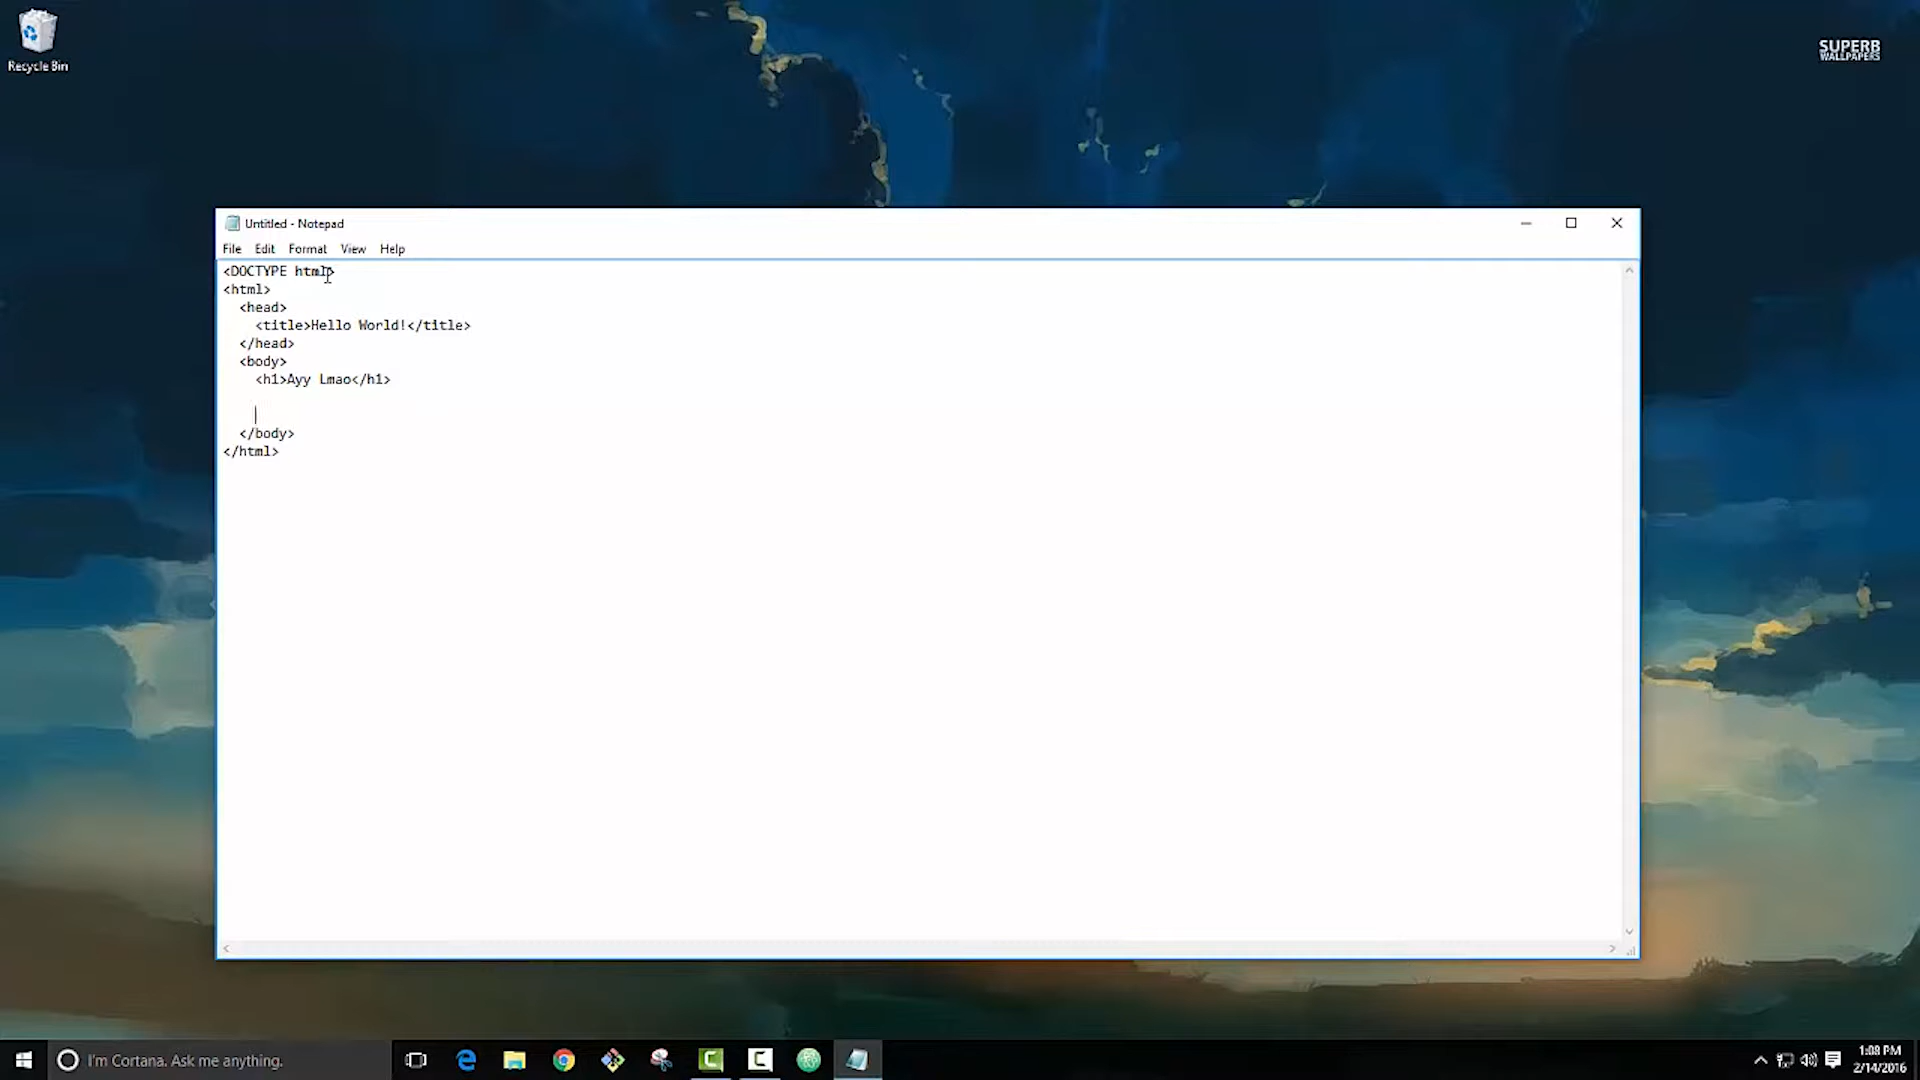 Recycle Bin
SUPERB
WALLPAPERS
Untitled - Notepad
File Edit Format View Help
<DOCTYPE html>
<html>
<head>
<title>Hello World!</title>
</head>
<body>
<h1>Ayy Lmao</h1>
</body>
</html>
I'm Cortana. Ask me anything.
1:08 PM
2/14/2016